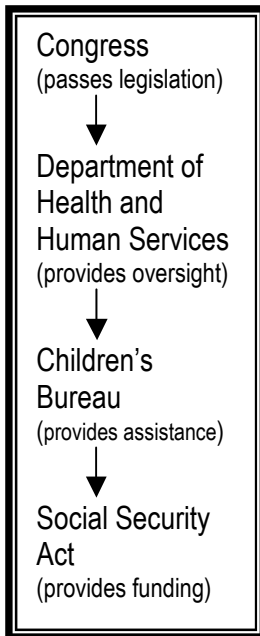 Congress
(passes legislation)
Department of
Health and
Human Services
(provides oversight)
Children's
Bureau
(provides assistance)
Social Security
Act
(provides funding)